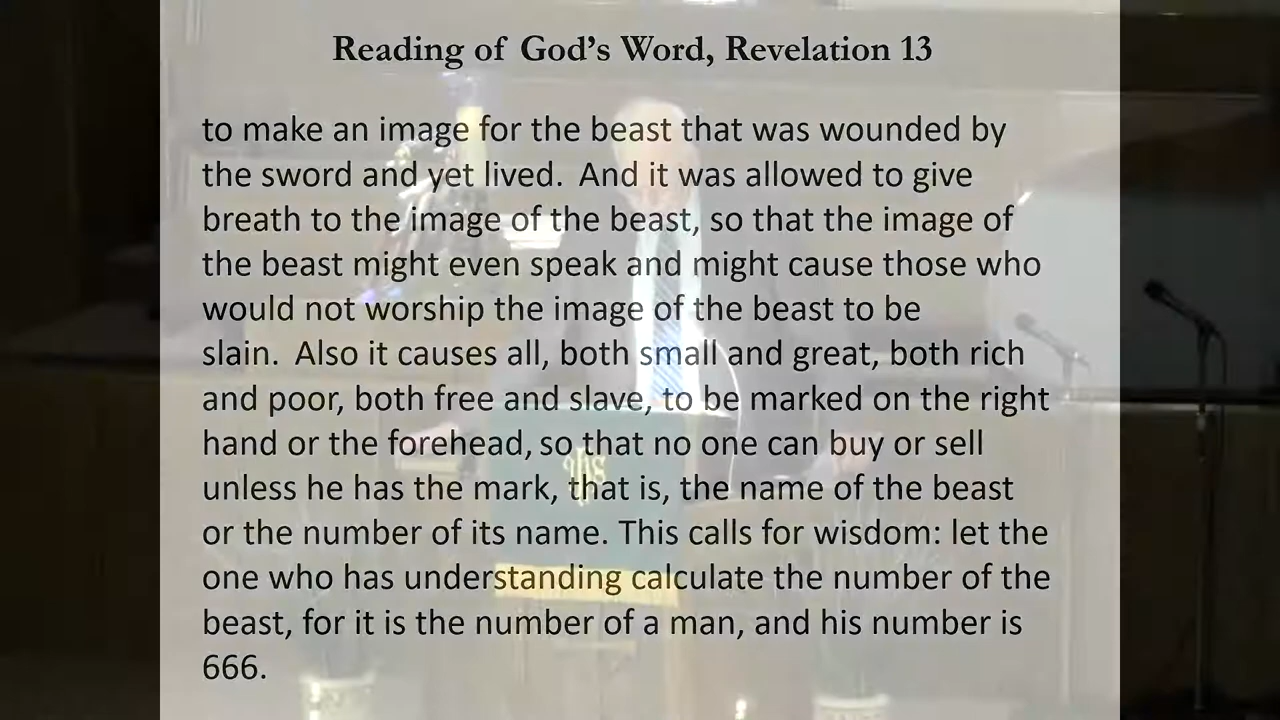 Reading of God's Word, Revelation 13
to make an image for the beast that was wounded by
the sword and yet lived. And it was allowed to give
breath to the image of the beast, so that the image of
the beast might even speak and might cause those who
would not worship the image of the beast to be
slain. Also it causes all, both small and great, both rich
and poor, both free and slave, to be marked on the right
hand or the forehead, so that no one can buy or sell
unless he has the mark, that is, the name of the beast
or the number of its name. This calls for wisdom: let the
one who has understanding calculate the number of the
beast, for it is the number of a man, and his number is
666.